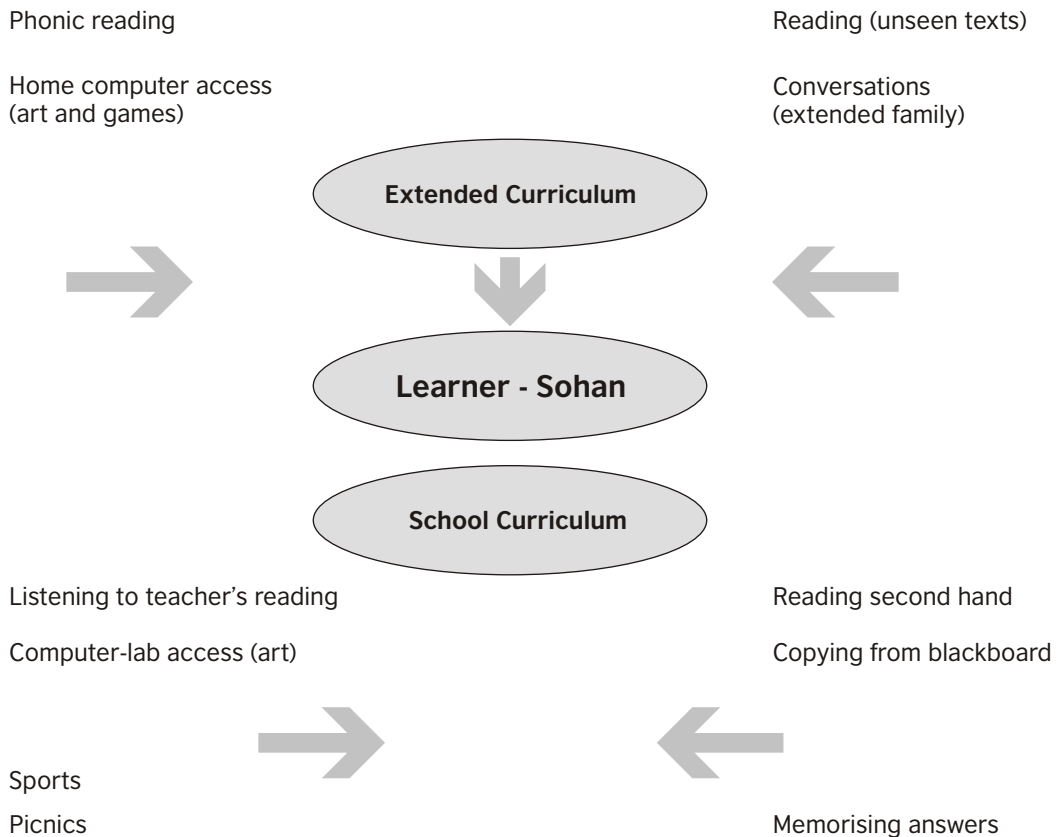 Phonic reading
Reading (unseen texts)
Home computer access
(art and games)
Conversations
(extended family)
Extended Curriculum
Learner - Sohan
School Curriculum
Listening to teacher’s reading
Reading second hand
Computer-lab access (art)
Copying from blackboard
Sports
Picnics
Memorising answers